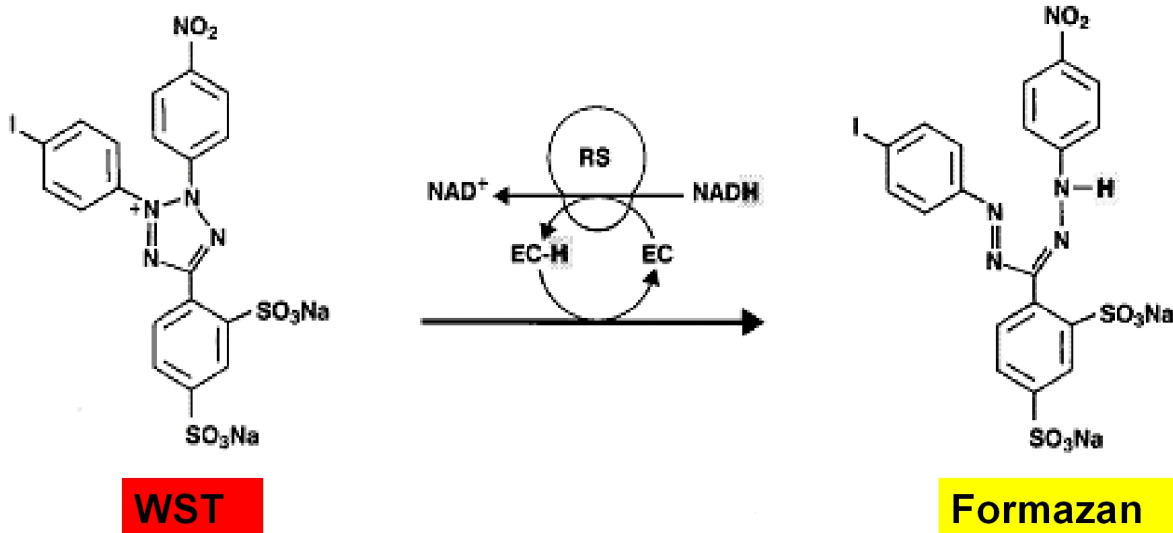 NO₂
I
N
+
N
N
N
SO₃Na
SO₃Na
WST
RS
NAD⁺
NADH
EC-H
EC
NO₂
I
N
N
N–H
N
SO₃Na
SO₃Na
Formazan